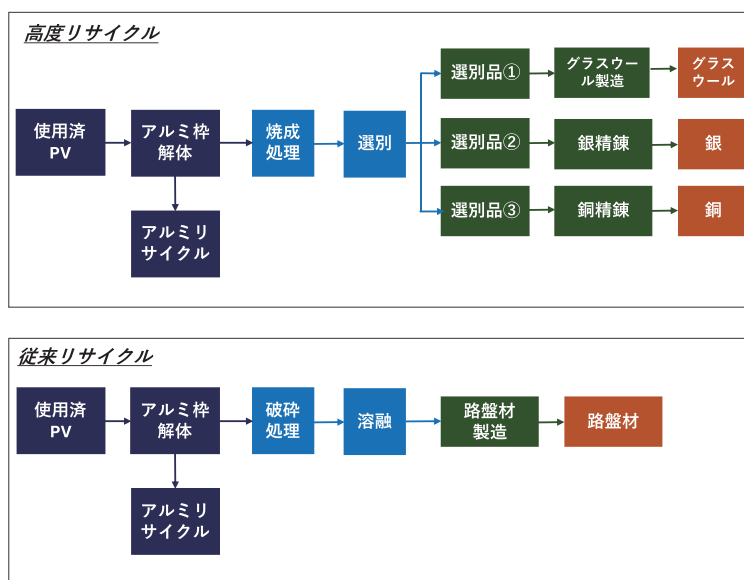 高度リサイクル
使用済
PV
アルミ枠
解体
アルミリ
サイクル
焼成
処理
選別
選別品①
グラスウー
ル製造
グラス
ウール
選別品②
銀精錬
銀
選別品③
銅精錬
銅
従来リサイクル
使用済
PV
アルミ枠
解体
アルミリ
サイクル
破砕
処理
溶融
路盤材
製造
路盤材